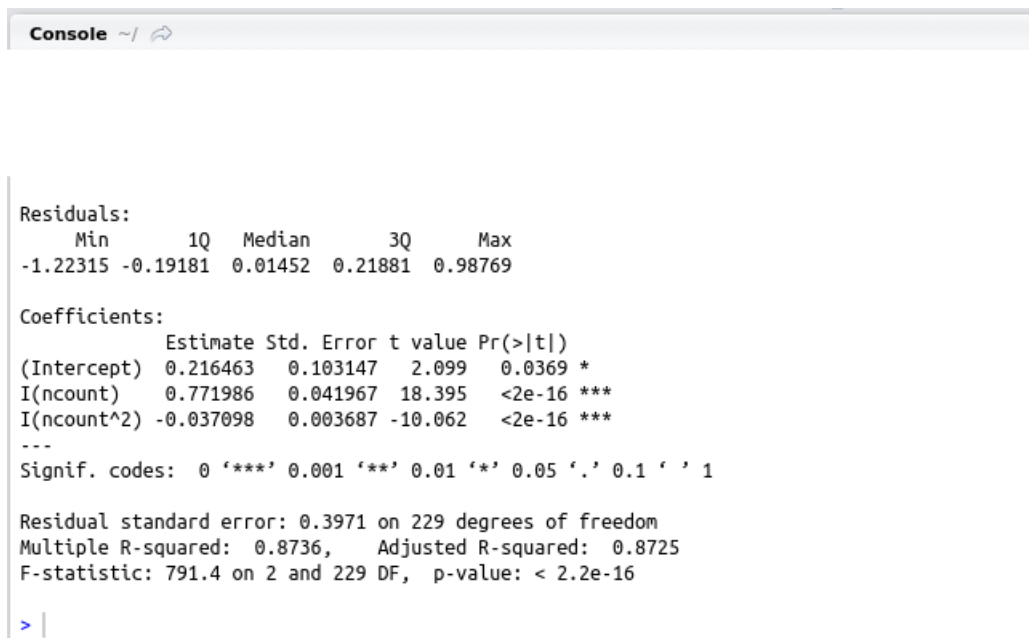 Console ~/
Residuals:
     Min       1Q   Median       3Q      Max
-1.22315 -0.19181  0.01452  0.21881  0.98769
Coefficients:
             Estimate Std. Error t value Pr(>|t|)
(Intercept)  0.216463   0.103147   2.099   0.0369 *
I(ncount)    0.771986   0.041967  18.395   <2e-16 ***
I(ncount^2) -0.037098   0.003687 -10.062   <2e-16 ***
---
Signif. codes:  0 ‘***’ 0.001 ‘**’ 0.01 ‘*’ 0.05 ‘.’ 0.1 ‘ ’ 1
Residual standard error: 0.3971 on 229 degrees of freedom
Multiple R-squared:  0.8736,	Adjusted R-squared:  0.8725
F-statistic: 791.4 on 2 and 229 DF,  p-value: < 2.2e-16
>